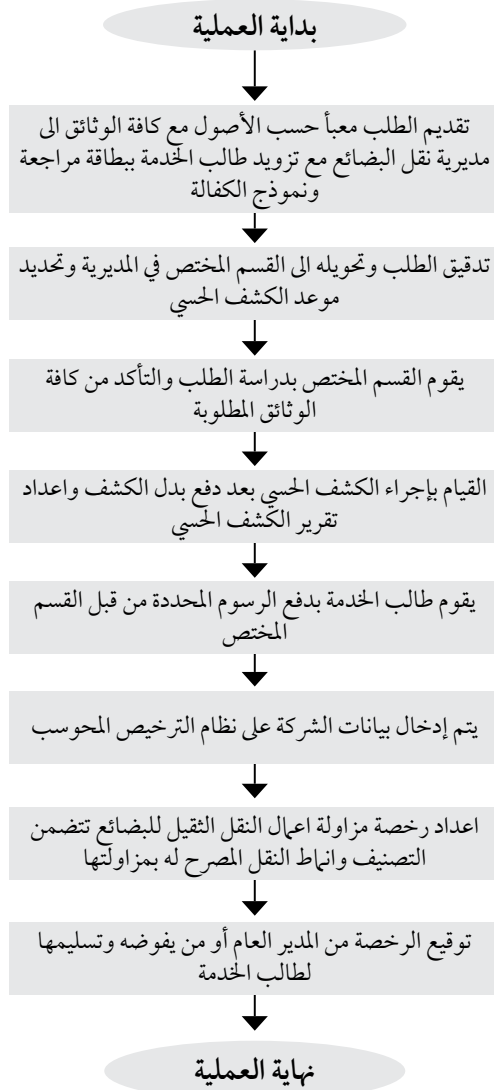 بداية العملية
تقديم الطلب معبأ حسب الأصول مع كافة الوثائق الى
مديرية نقل البضائع مع تزويد طالب الخدمة ببطاقة مراجعة
ونموذج الكفالة
تدقيق الطلب وتحويله الى القسم المختص في المديرية وتحديد
موعد الكشف الحسي
يقوم القسم المختص بدراسة الطلب والتأكد من كافة
الوثائق المطلوبة
القيام بإجراء الكشف الحسي بعد دفع بدل الكشف واعداد
تقرير الكشف الحسي
يقوم طالب الخدمة بدفع الرسوم المحددة من قبل القسم
المختص
يتم إدخال بيانات الشركة على نظام الترخيص المحوسب
اعداد رخصة مزاولة اعمال النقل الثقيل للبضائع تتضمن
التصنيف وانماط النقل المصرح له بمزاولتها
توقيع الرخصة من المدير العام أو من يفوضه وتسليمها
لطالب الخدمة
نهاية العملية